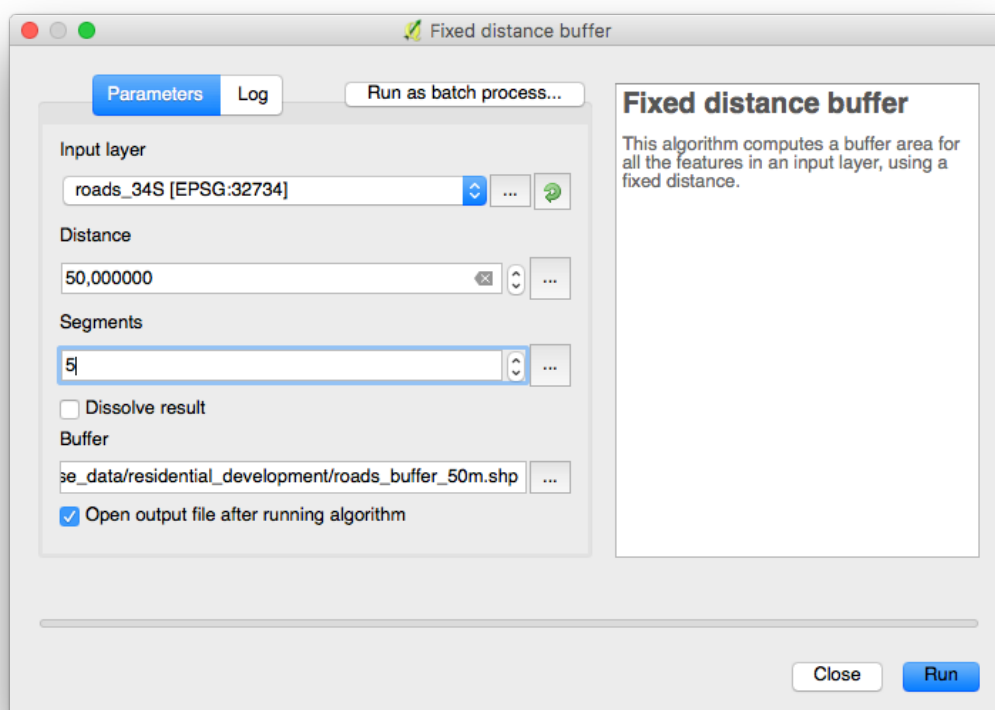 Fixed distance buffer
Parameters
Log
Run as batch process...
Input layer
roads_34S [EPSG:32734]
...
Distance
50,000000
...
Segments
5
...
Dissolve result
Buffer
se_data/residential_development/roads_buffer_50m.shp
...
Open output file after running algorithm
Fixed distance buffer
This algorithm computes a buffer area for
all the features in an input layer, using a
fixed distance.
Close
Run